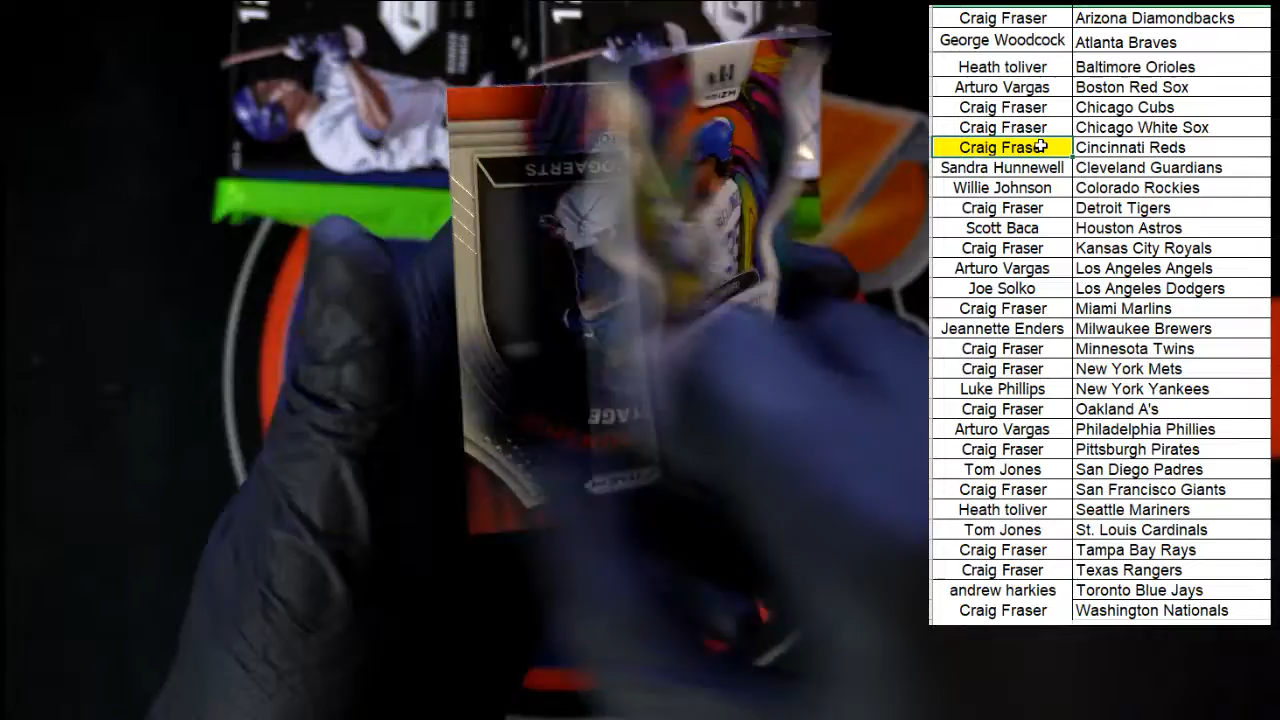 Craig Fraser Arizona Diamondbacks
George Woodcock Atlanta Braves
Heath toliver Baltimore Orioles
Arturo Vargas Boston Red Sox
Craig Fraser Chicago Cubs
Craig Fraser Chicago White Sox
Craig Fraser Cincinnati Reds
Sandra Hunnewell Cleveland Guardians
Willie Johnson Colorado Rockies
Craig Fraser Detroit Tigers
Scott Baca Houston Astros
Craig Fraser Kansas City Royals
Arturo Vargas Los Angeles Angels
Joe Solko Los Angeles Dodgers
Craig Fraser Miami Marlins
Jeannette Enders Milwaukee Brewers
Craig Fraser Minnesota Twins
Craig Fraser New York Mets
Luke Phillips New York Yankees
Craig Fraser Oakland A's
Arturo Vargas Philadelphia Phillies
Craig Fraser Pittsburgh Pirates
Tom Jones San Diego Padres
Craig Fraser San Francisco Giants
Heath toliver Seattle Mariners
Tom Jones St. Louis Cardinals
Craig Fraser Tampa Bay Rays
Craig Fraser Texas Rangers
andrew harkies Toronto Blue Jays
Craig Fraser Washington Nationals